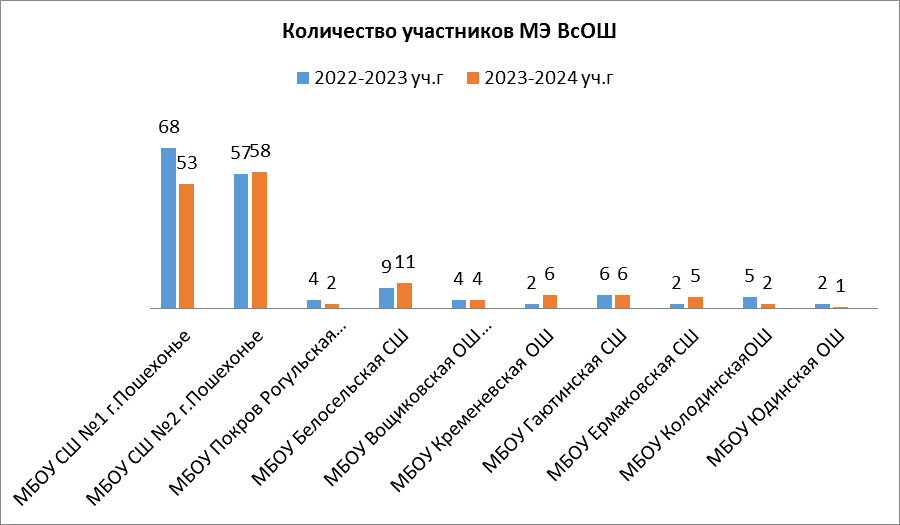 Количество участников МЭ ВсОШ
2022-2023 уч.г
2023-2024 уч.г
68
53
57
58
4
2
9
11
4
4
2
6
6
6
2
5
5
2
2
1
МБОУ СШ №1 г.Пошехонье
МБОУ СШ №2 г.Пошехонье
МБОУ Покров Рогульская...
МБОУ Белосельская СШ
МБОУ Вощиковская ОШ...
МБОУ Кременевская ОШ
МБОУ Гаютинская СШ
МБОУ Ермаковская СШ
МБОУ КолодинскаяОШ
МБОУ Юдинская ОШ